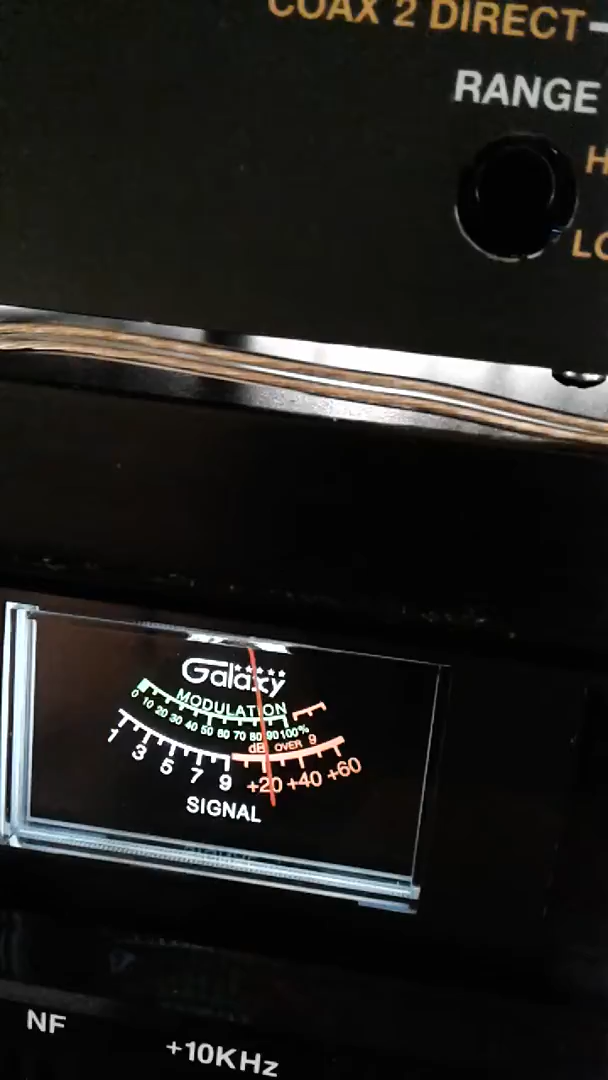 COAX 2 DIRECT
RANGE
H
LO
Galaxy
MODULATION
0 10 20 30 40 50 60 70 80 90 100%
dB OVER 9
1 3 5 7 9 +20 +40 +60
SIGNAL
NF
+10KHz